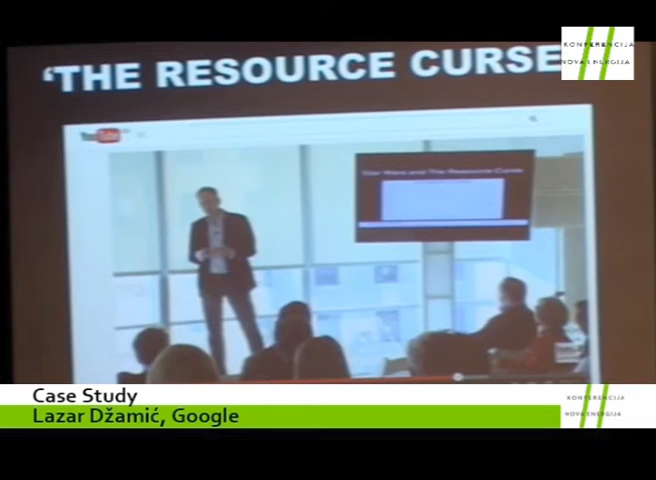 'THE RESOURCE CURSE
KONFERENCIJA
NOVA ENERGIJA
YouTube
Star Wars and The Resource Curse
Case Study
Lazar Džamić, Google
KONFERENCIJA
NOVA ENERGIJA